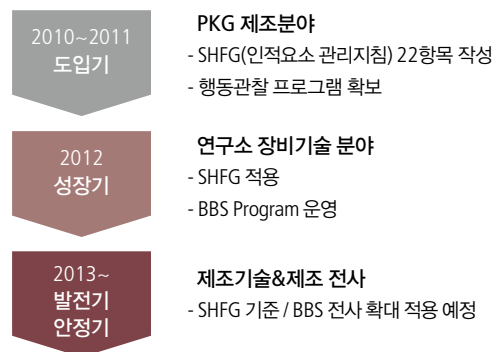 2010~2011
도입기
PKG 제조분야
- SHFG(인적요소 관리지침) 22항목 작성
- 행동관찰 프로그램 확보
2012
성장기
연구소 장비기술 분야
- SHFG 적용
- BBS Program 운영
2013~
발전기
안정기
제조기술&제조 전사
- SHFG 기준 / BBS 전사 확대 적용 예정